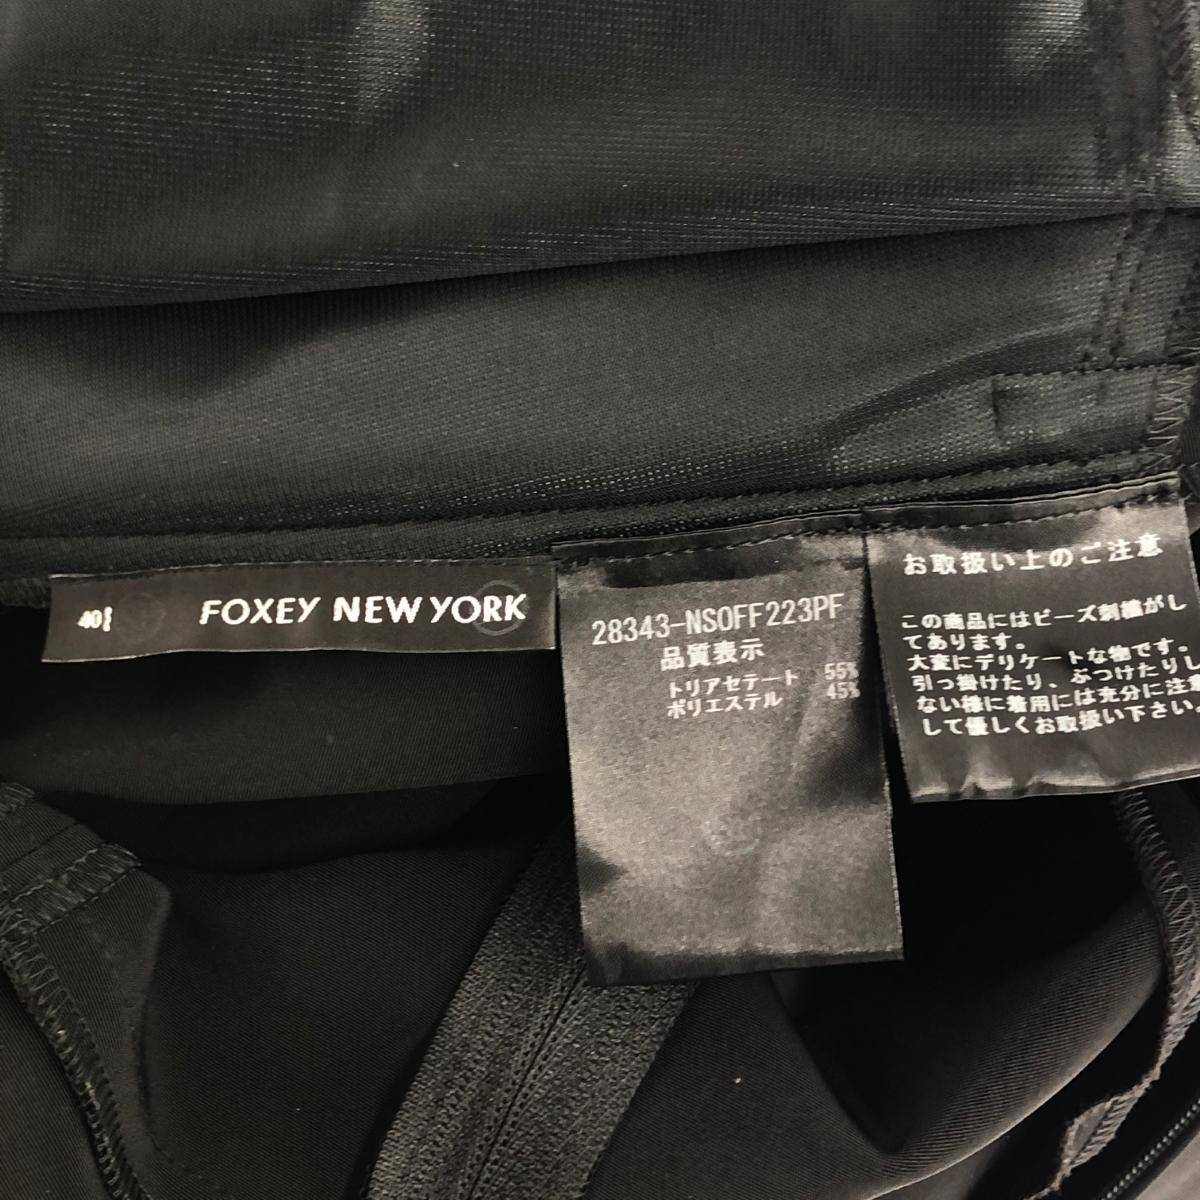 40
FOXEY NEW YORK
28343-NSOFF223PF
品質表示
トリアセテート 55%
ポリエステル 45%
お取扱い上のご注意
この商品にはビーズ刺繍がし
てあります。
大変にデリケートな物です。
引っ掛けたり、ぶつけたりし
ない様に着用には充分に注意
して優しくお取扱い下さい。